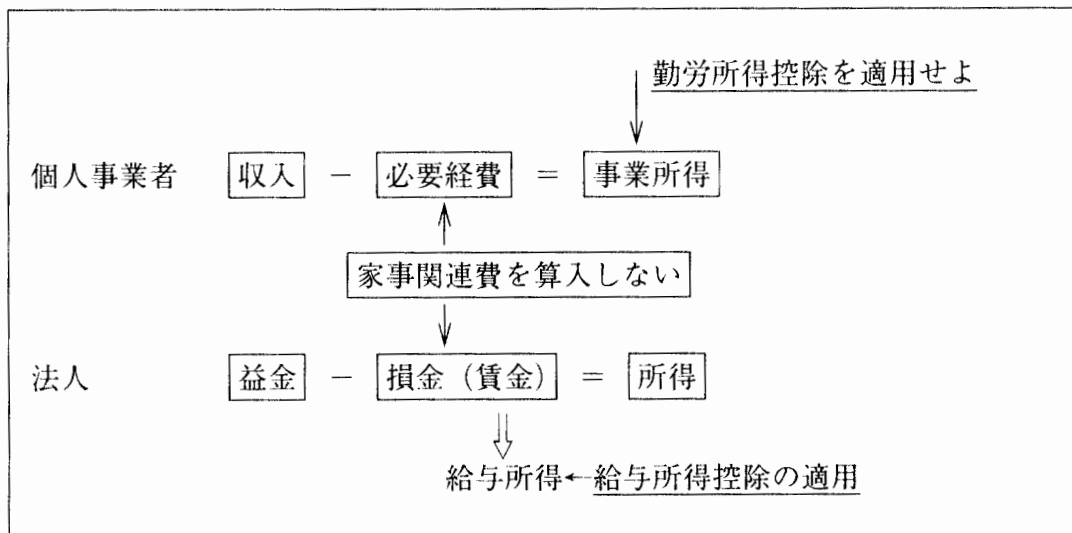 勤労所得控除を適用せよ
個人事業者 収入 － 必要経費 ＝ 事業所得
家事関連費を算入しない
法人 益金 － 損金（賃金） ＝ 所得
給与所得←給与所得控除の適用